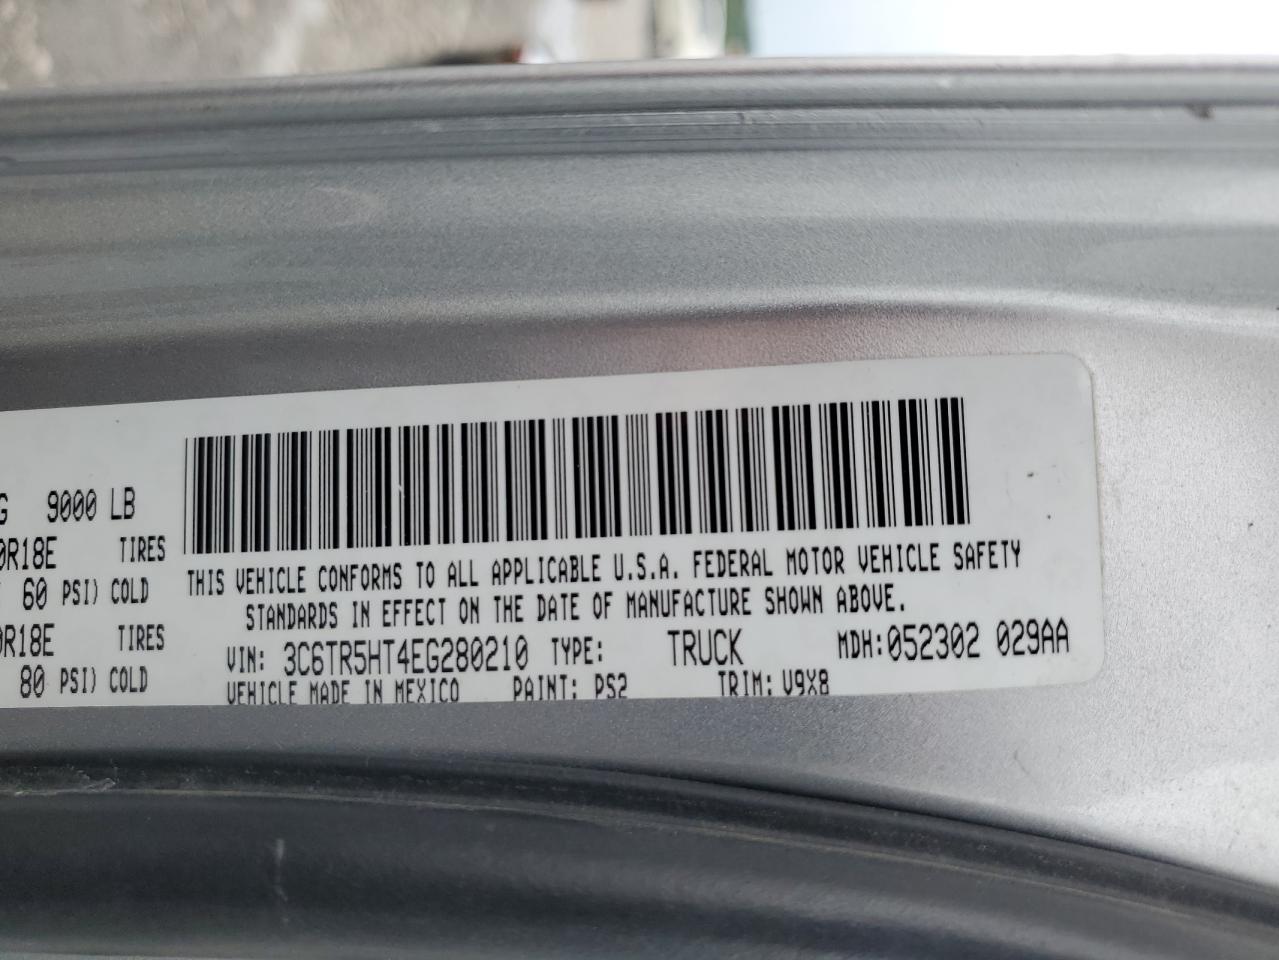 G 9000 LB
0R18E TIRES
60 PSI) COLD
0R18E TIRES
80 PSI) COLD
THIS VEHICLE CONFORMS TO ALL APPLICABLE U.S.A. FEDERAL MOTOR VEHICLE SAFETY
STANDARDS IN EFFECT ON THE DATE OF MANUFACTURE SHOWN ABOVE.
VIN: 3C6TR5HT4EG280210 TYPE: TRUCK MDH:052302 029AA
VEHICLE MADE IN MEXICO PAINT: PS2 TRIM: V9X8